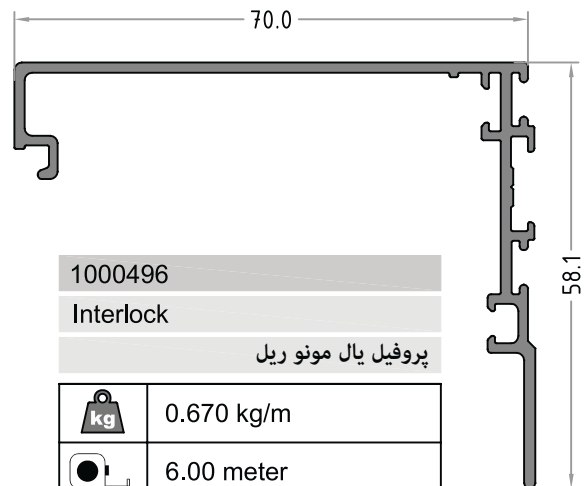 70.0
58.1
1000496
Interlock
پروفیل یال مونو ریل
kg
0.670 kg/m
6.00 meter